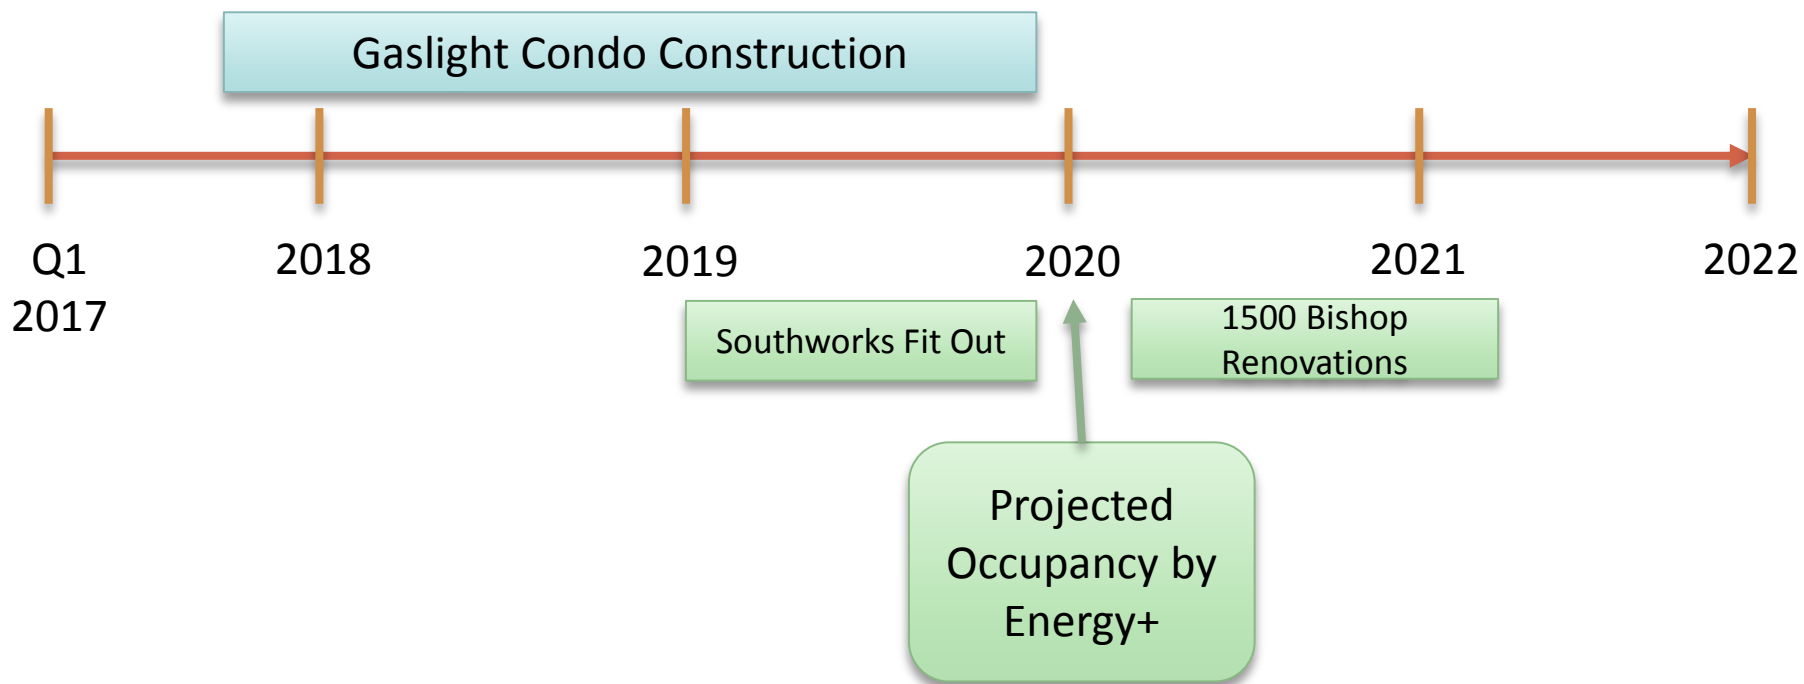 Gaslight Condo Construction
Q1
2017
2018
2019
2020
2021
2022
Southworks Fit Out
1500 Bishop
Renovations
Projected
Occupancy by
Energy+